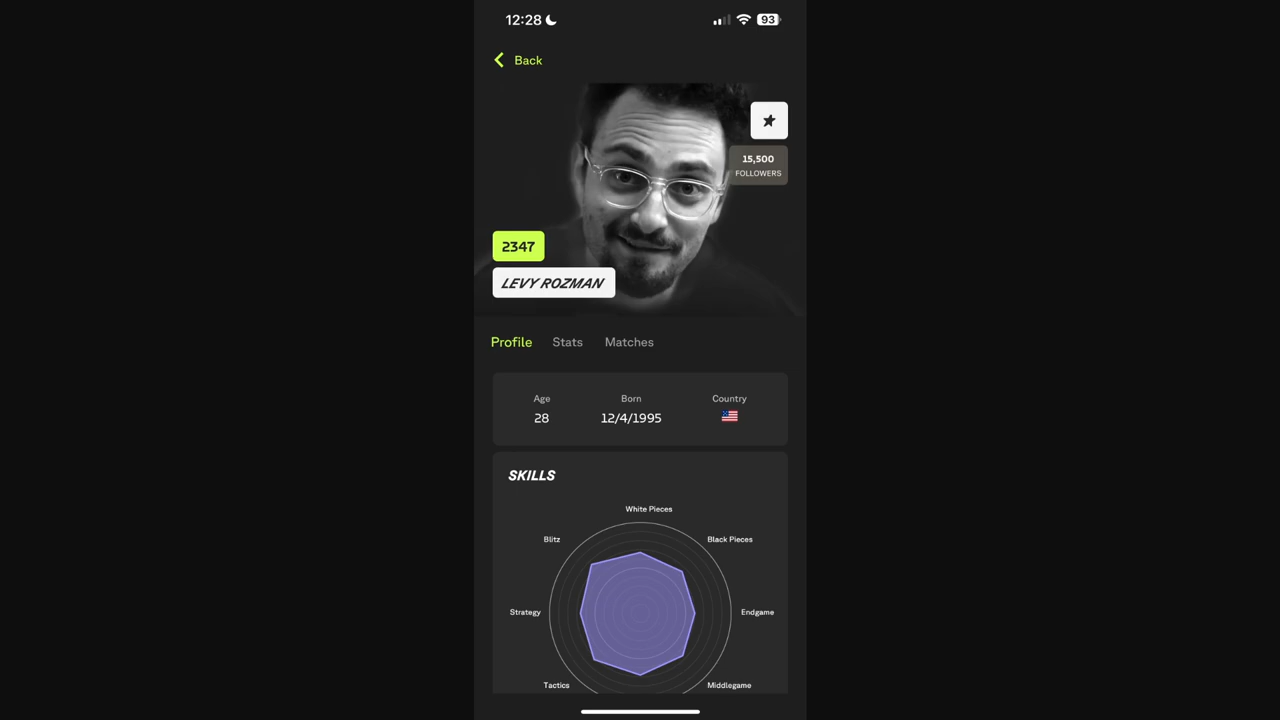 12:28
93
Back
15,500
FOLLOWERS
2347
LEVY ROZMAN
Profile Stats Matches
Age Born Country
28 12/4/1995
SKILLS
White Pieces
Blitz Black Pieces
Strategy Endgame
Tactics Middlegame